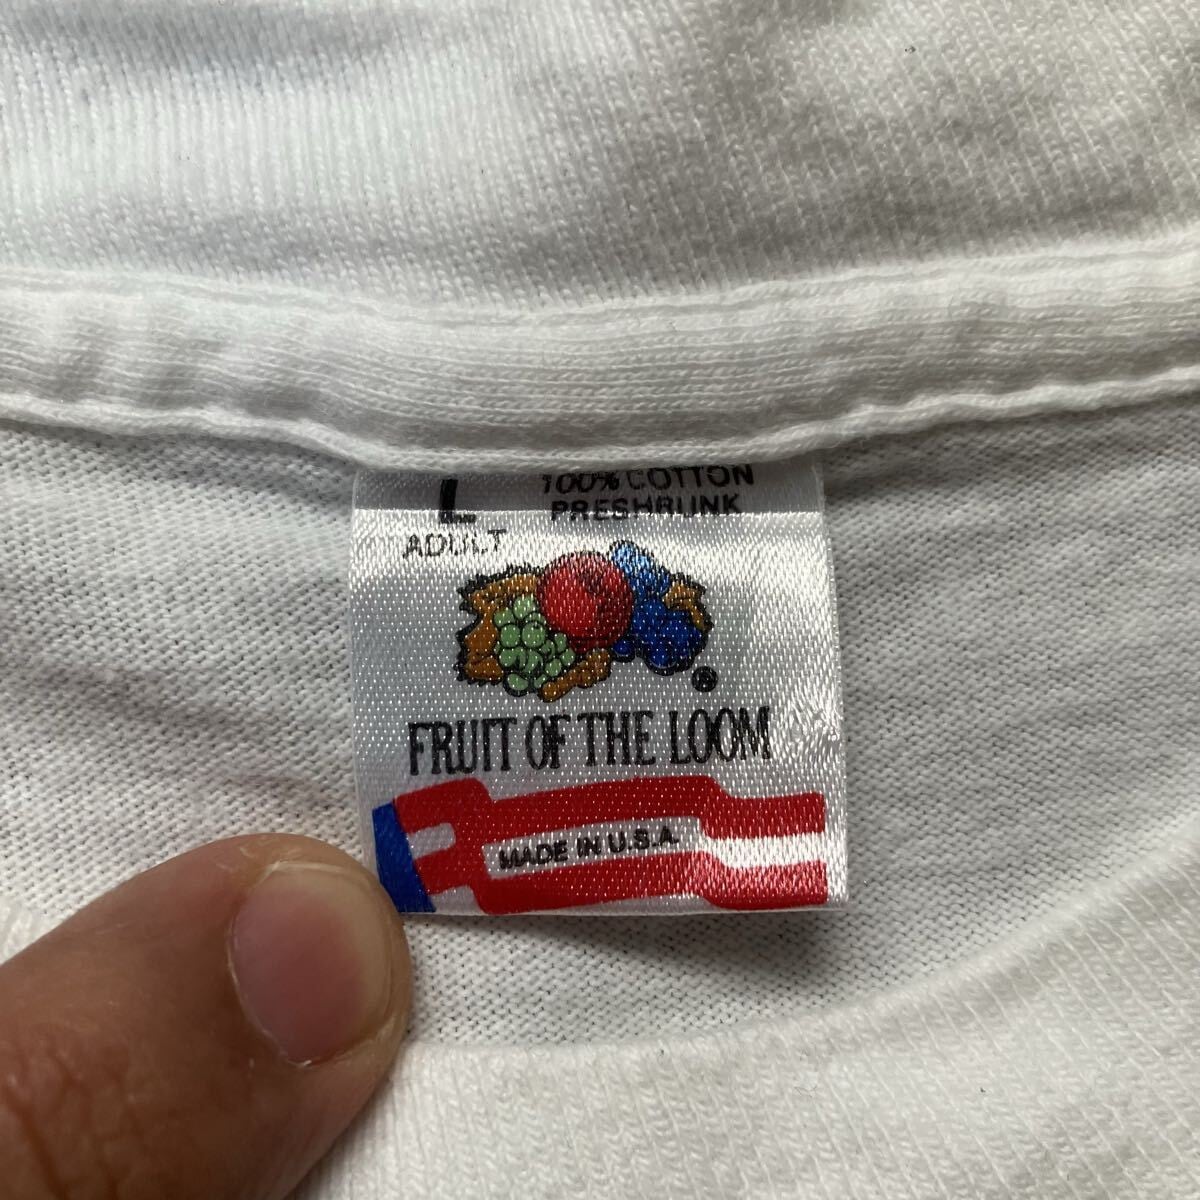 L 100% COTTON
ADULT PRESHRUNK
®
FRUIT OF THE LOOM
MADE IN U.S.A.